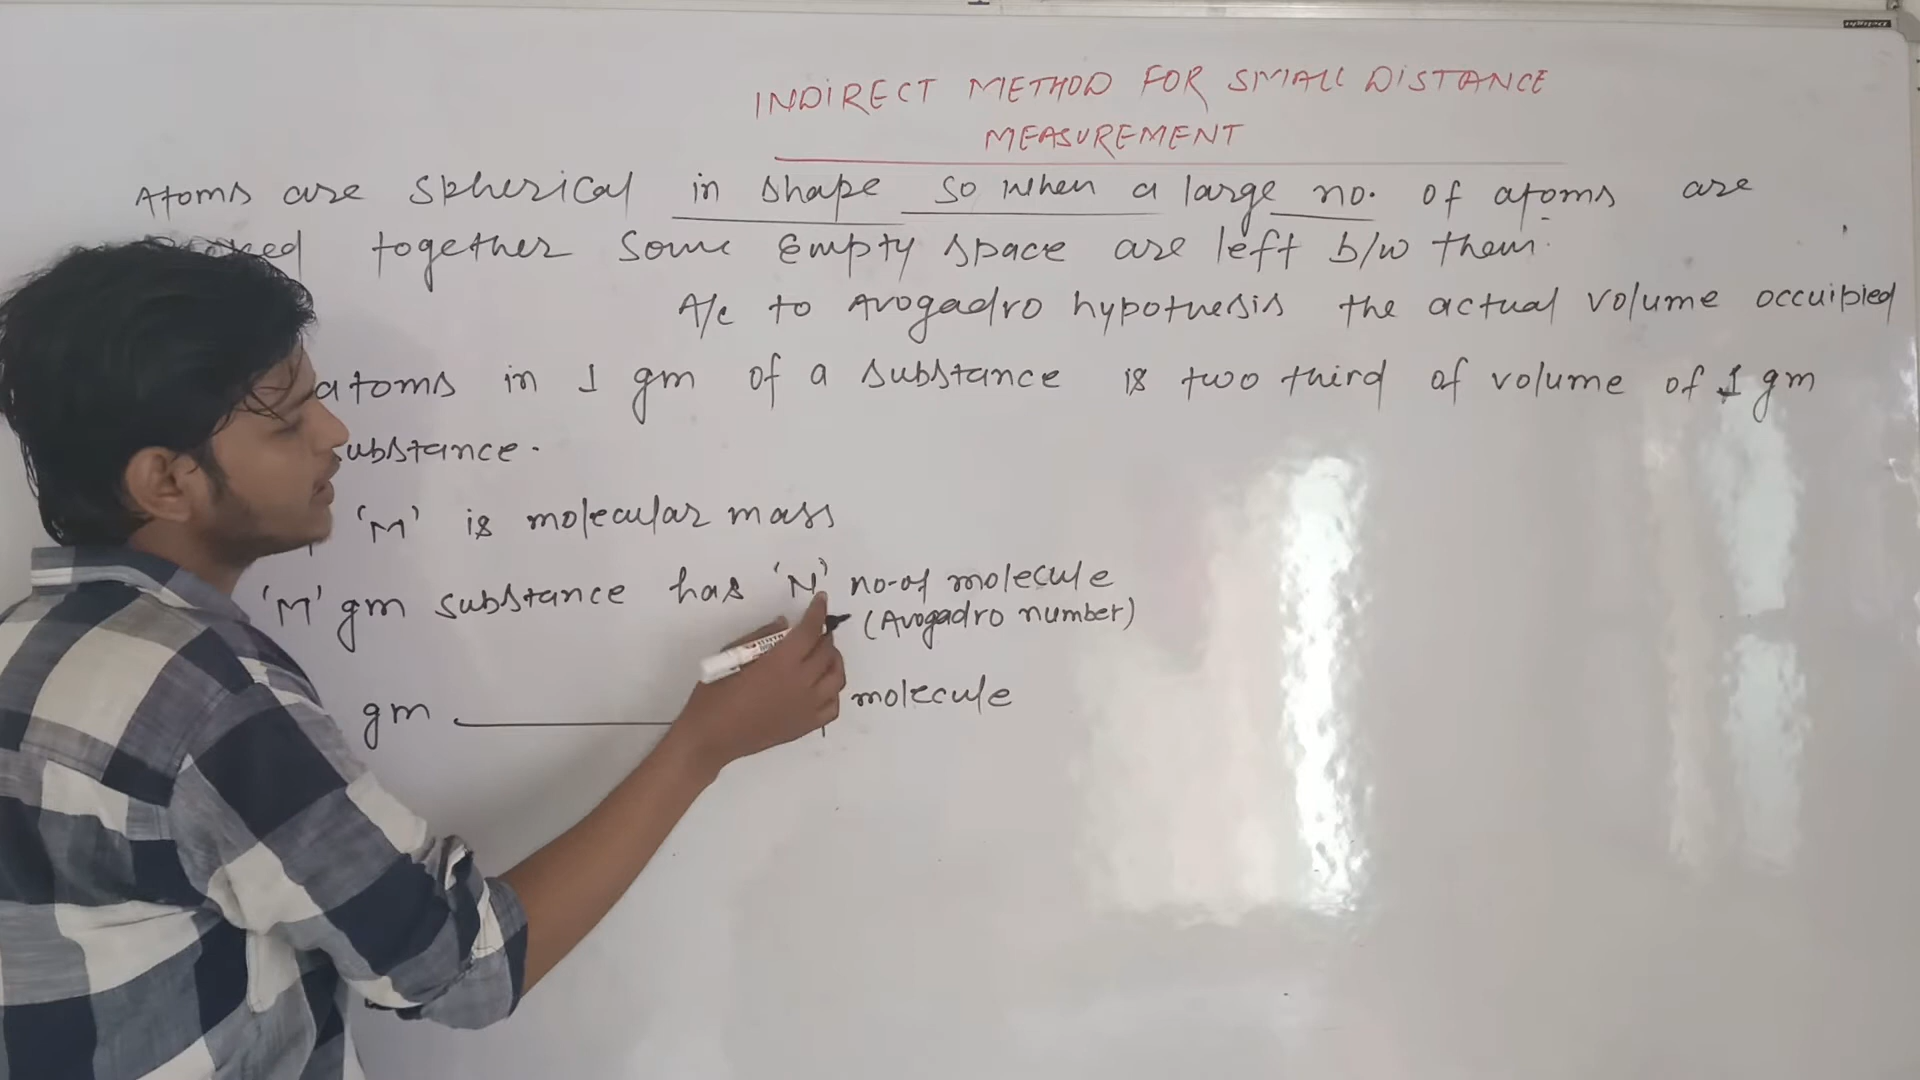 INDIRECT METHOD FOR SMALL DISTANCE
MEASUREMENT
Atoms are spherical in shape so when a large no. of atoms are
together some empty space are left b/w them.
A/c to Avogadro hypothesis the actual volume occuipied
atoms in 1 gm of a substance is two third of volume of 1 gm
substance.
'M' is molecular mass
'M' gm substance has 'N' no-of molecule
(Avogadro number)
gm molecule